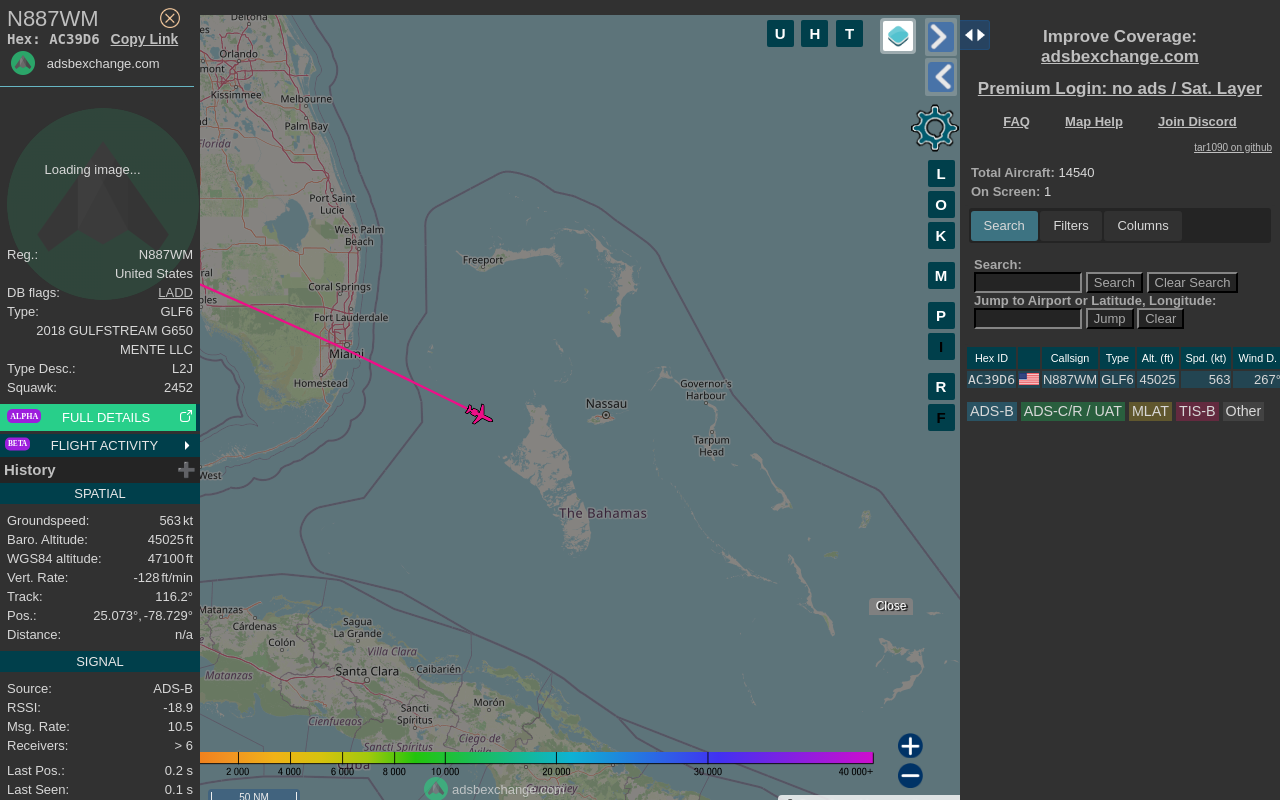 N887WM
Hex: AC39D6 Copy Link
adsbexchange.com
Loading image...
Reg.: N887WM
United States
DB flags: LADD
Type: GLF6
2018 GULFSTREAM G650
MENTE LLC
Type Desc.: L2J
Squawk: 2452
ALPHA FULL DETAILS
BETA FLIGHT ACTIVITY
History
SPATIAL
Groundspeed: 563 kt
Baro. Altitude: 45025 ft
WGS84 altitude: 47100 ft
Vert. Rate: -128 ft/min
Track: 116.2°
Pos.: 25.073°, -78.729°
Distance: n/a
SIGNAL
Source: ADS-B
RSSI: -18.9
Msg. Rate: 10.5
Receivers: > 6
Last Pos.: 0.2 s
Last Seen: 0.1 s
Deltona
Orlando
Kissimmee
Melbourne
Palm Bay
Florida
Port Saint
Lucie
West Palm
Beach
Coral Springs
Fort Lauderdale
Miami
Homestead
West
Freeport
Nassau
Governor's
Harbour
Tarpum
Head
The Bahamas
Matanzas
Cárdenas
Colón
Sagua
La Grande
Villa Clara
Matanzas
Santa Clara
Caibarién
Sancti
Spíritus
Morón
Cienfuegos
Sancti Spíritus
Ciego de
Ávila
Cuba
2 000 4 000 6 000 8 000 10 000 20 000 30 000 40 000+
adsbexchange.com
50 NM
U H T
L
O
K
M
P
I
R
F
Close
Improve Coverage:
adsbexchange.com
Premium Login: no ads / Sat. Layer
FAQ Map Help Join Discord
tar1090 on github
Total Aircraft: 14540
On Screen: 1
Search Filters Columns
Search:
Search Clear Search
Jump to Airport or Latitude, Longitude:
Jump Clear
Hex ID Callsign Type Alt. (ft) Spd. (kt) Wind D.
AC39D6 N887WM GLF6 45025 563 267°
ADS-B ADS-C/R / UAT MLAT TIS-B Other